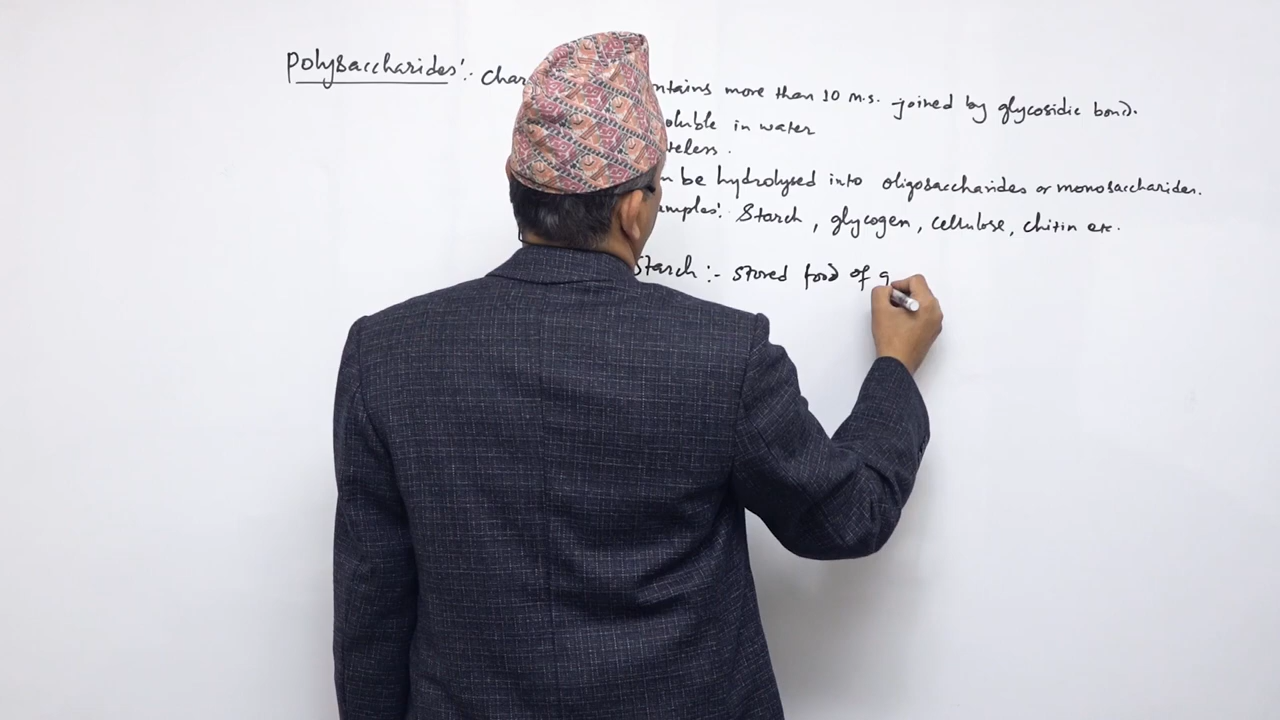 Polysaccharides :- Char
ntains more than 10 m.s. joined by glycosidic bond.
oluble in water
teless.
n be hydrolysed into oligosaccharides or monosaccharides.
amples: Starch, glycogen, cellulose, chitin etc.
Starch :- stored food of g